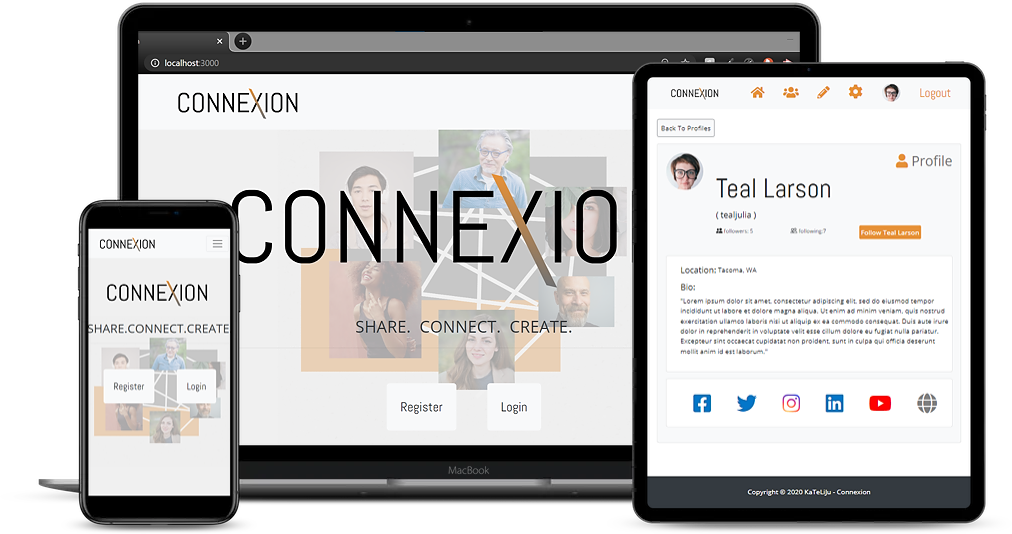 localhost:3000
CONNEXION
CONNEXION
SHARE. CONNECT. CREATE.
Register
Login
MacBook
CONNEXION
CONNEXION
SHARE.CONNECT.CREATE
Register
Login
CONNEXION
Logout
Back To Profiles
Profile
Teal Larson
( tealjulia )
followers: 5
following:7
Follow Teal Larson
Location: Tacoma, WA
Bio:
"Lorem ipsum dolor sit amet, consectetur adipiscing elit, sed do eiusmod tempor
incididunt ut labore et dolore magna aliqua. Ut enim ad minim veniam, quis nostrud
exercitation ullamco laboris nisi ut aliquip ex ea commodo consequat. Duis aute irure
dolor in reprehenderit in voluptate velit esse cillum dolore eu fugiat nulla pariatur.
Excepteur sint occaecat cupidatat non proident, sunt in culpa qui officia deserunt
mollit anim id est laborum."
Copyright © 2020 KaTeLiJu - Connexion